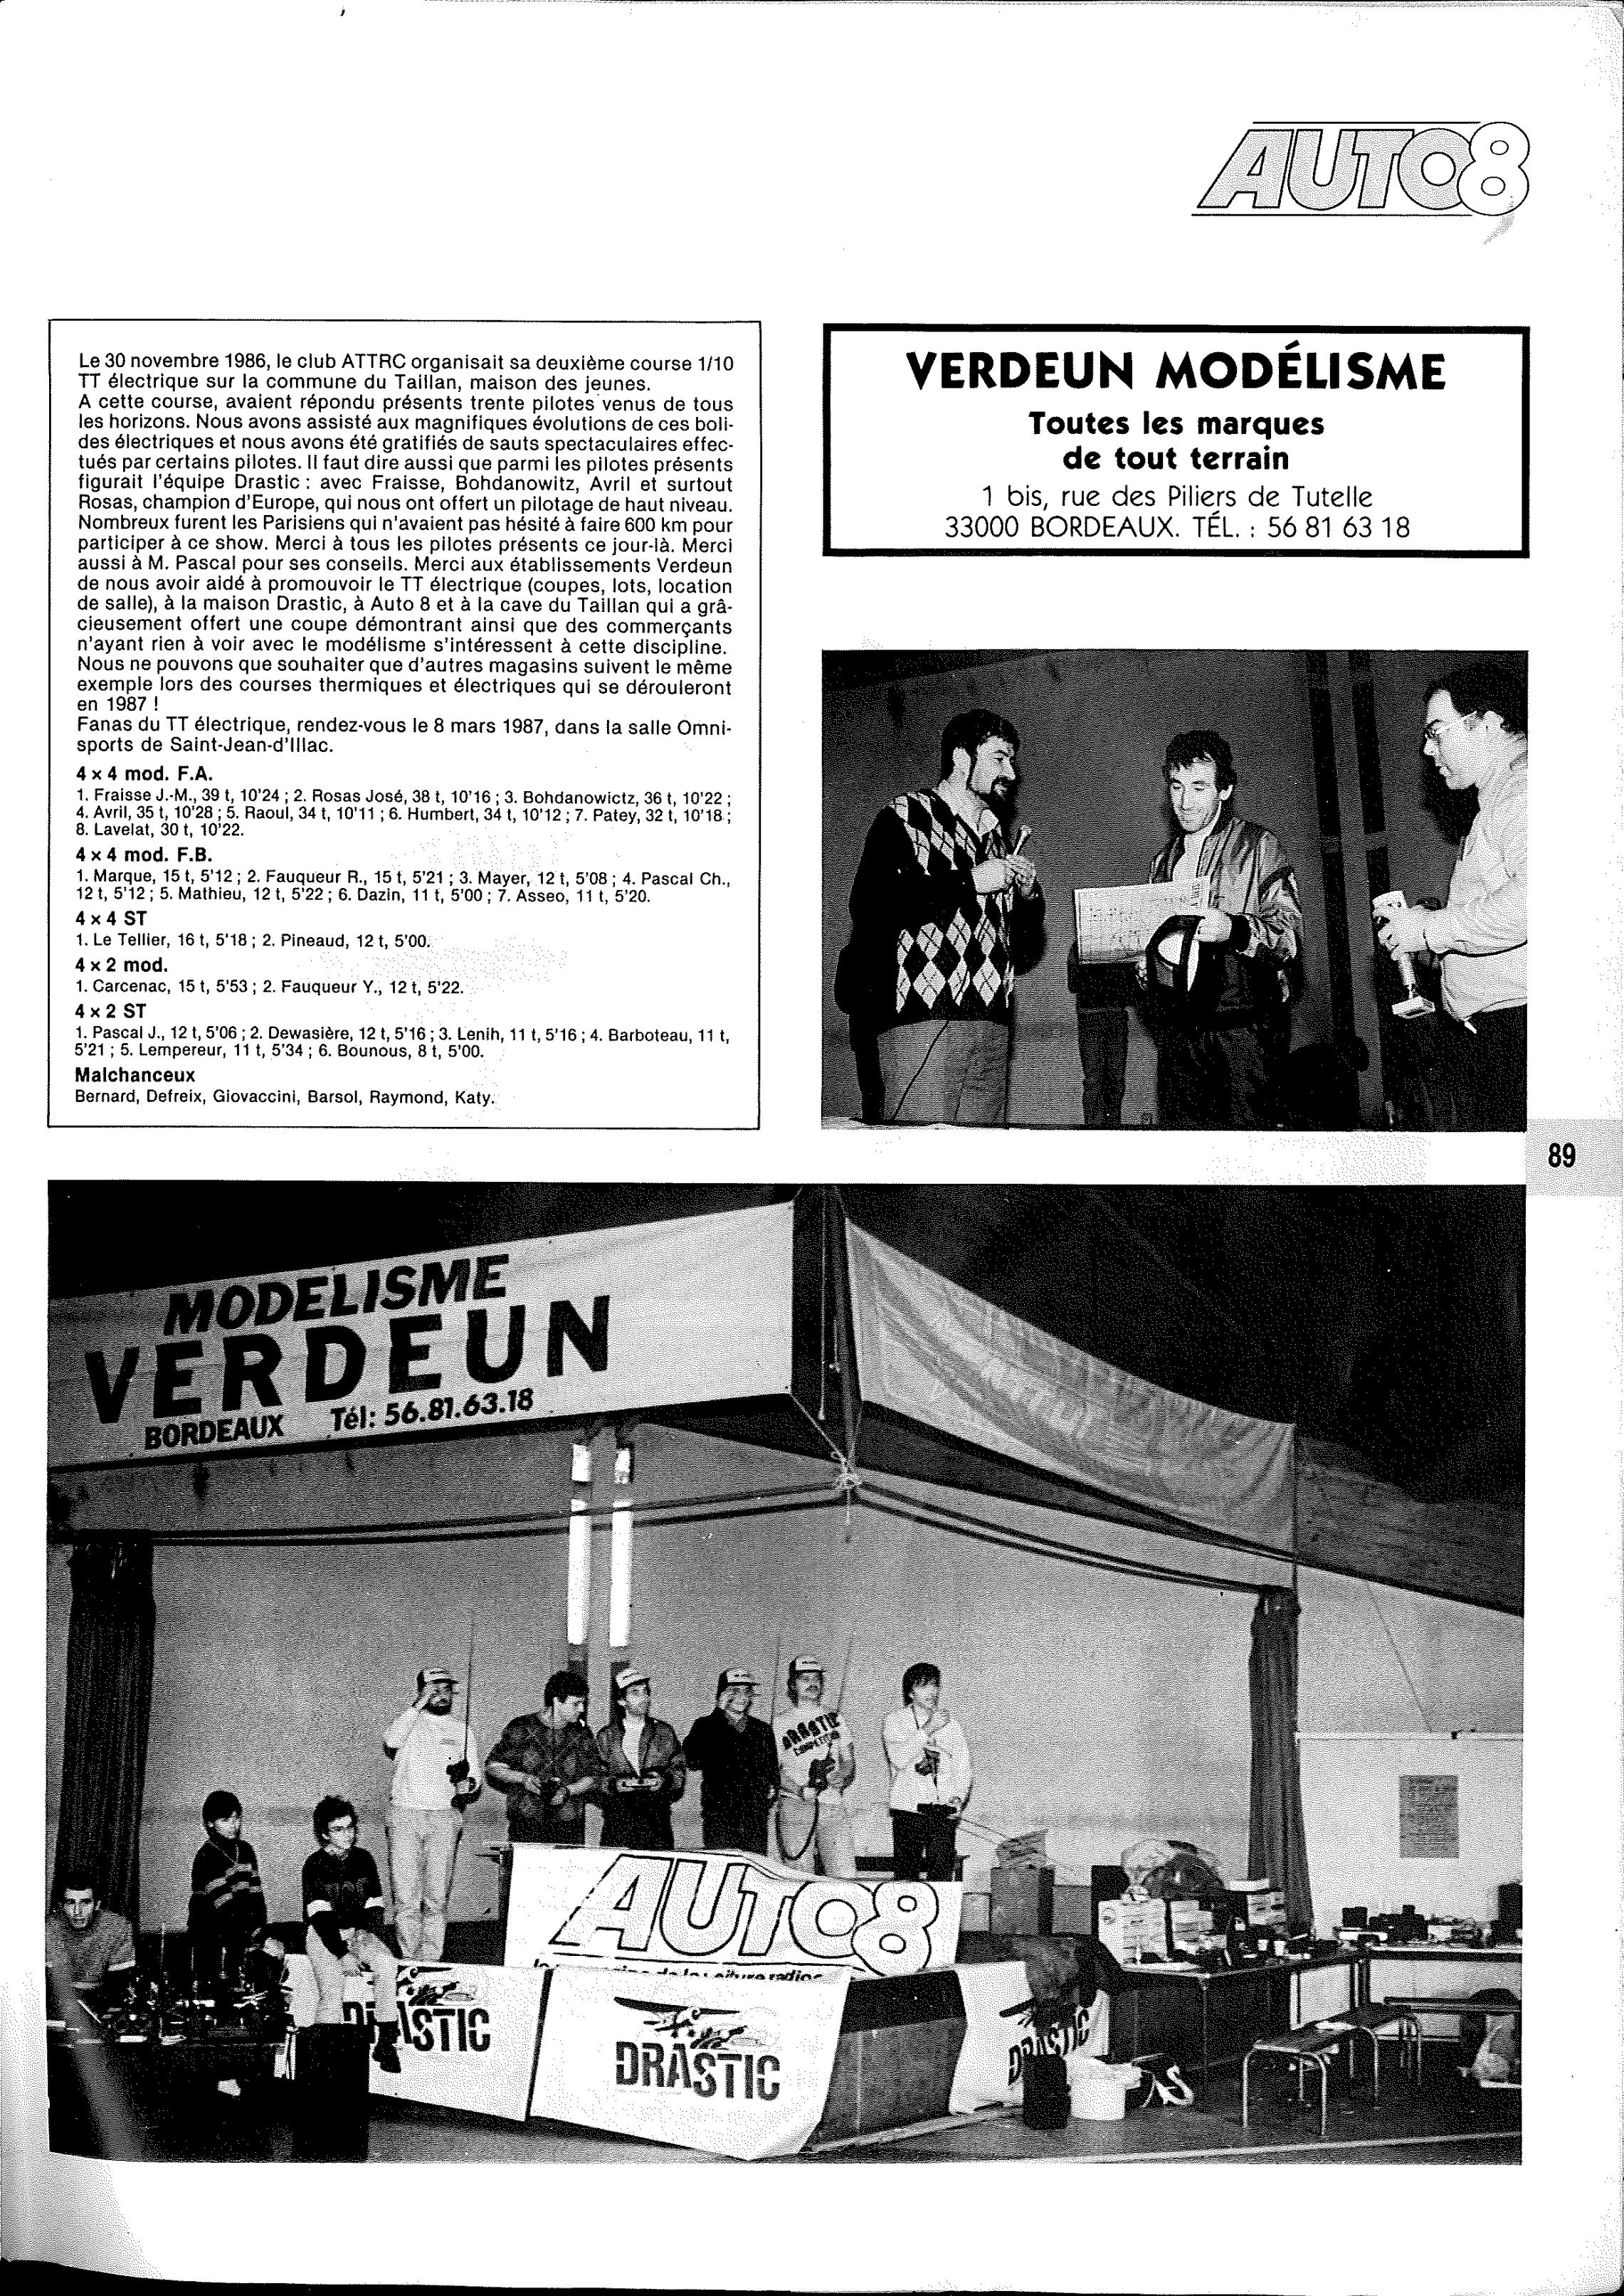 AUTO8
Le 30 novembre 1986, le club ATTRC organisait sa deuxième course 1/10
TT électrique sur la commune du Taillan, maison des jeunes.
A cette course, avaient répondu présents trente pilotes venus de tous
les horizons. Nous avons assisté aux magnifiques évolutions de ces boli-
des électriques et nous avons été gratifiés de sauts spectaculaires effec-
tués par certains pilotes. Il faut dire aussi que parmi les pilotes présents
figurait l'équipe Drastic : avec Fraisse, Bohdanowitz, Avril et surtout
Rosas, champion d'Europe, qui nous ont offert un pilotage de haut niveau.
Nombreux furent les Parisiens qui n'avaient pas hésité à faire 600 km pour
participer à ce show. Merci à tous les pilotes présents ce jour-là. Merci
aussi à M. Pascal pour ses conseils. Merci aux établissements Verdeun
de nous avoir aidé à promouvoir le TT électrique (coupes, lots, location
de salle), à la maison Drastic, à Auto 8 et à la cave du Taillan qui a grâ-
cieusement offert une coupe démontrant ainsi que des commerçants
n'ayant rien à voir avec le modélisme s'intéressent à cette discipline.
Nous ne pouvons que souhaiter que d'autres magasins suivent le même
exemple lors des courses thermiques et électriques qui se dérouleront
en 1987 !
Fanas du TT électrique, rendez-vous le 8 mars 1987, dans la salle Omni-
sports de Saint-Jean-d'Illac.
4 × 4 mod. F.A.
1. Fraisse J.-M., 39 t, 10'24 ; 2. Rosas José, 38 t, 10'16 ; 3. Bohdanowictz, 36 t, 10'22 ;
4. Avril, 35 t, 10'28 ; 5. Raoul, 34 t, 10'11 ; 6. Humbert, 34 t, 10'12 ; 7. Patey, 32 t, 10'18 ;
8. Lavelat, 30 t, 10'22.
4 × 4 mod. F.B.
1. Marque, 15 t, 5'12 ; 2. Fauqueur R., 15 t, 5'21 ; 3. Mayer, 12 t, 5'08 ; 4. Pascal Ch.,
12 t, 5'12 ; 5. Mathieu, 12 t, 5'22 ; 6. Dazin, 11 t, 5'00 ; 7. Asseo, 11 t, 5'20.
4 × 4 ST
1. Le Tellier, 16 t, 5'18 ; 2. Pineaud, 12 t, 5'00.
4 × 2 mod.
1. Carcenac, 15 t, 5'53 ; 2. Fauqueur Y., 12 t, 5'22.
4 × 2 ST
1. Pascal J., 12 t, 5'06 ; 2. Dewasière, 12 t, 5'16 ; 3. Lenih, 11 t, 5'16 ; 4. Barboteau, 11 t,
5'21 ; 5. Lempereur, 11 t, 5'34 ; 6. Bounous, 8 t, 5'00.
Malchanceux
Bernard, Defreix, Giovaccini, Barsol, Raymond, Katy.
VERDEUN MODÉLISME
Toutes les marques
de tout terrain
1 bis, rue des Piliers de Tutelle
33000 BORDEAUX. TÉL. : 56 81 63 18
89
MODELISME
VERDEUN
BORDEAUX Tél: 56.81.63.18
DRASTIC
COMPETITION
AUTO8
DRASTIC
DRASTIC
DRASTIC